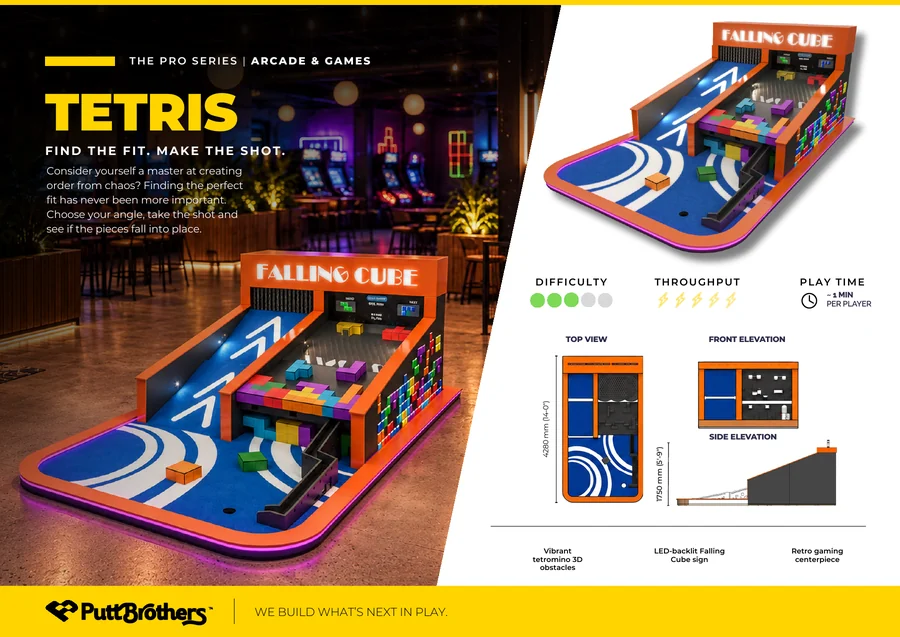 THE PRO SERIES | ARCADE & GAMES
TETRIS
FIND THE FIT. MAKE THE SHOT.
Consider yourself a master at creating
order from chaos? Finding the perfect
fit has never been more important.
Choose your angle, take the shot and
see if the pieces fall into place.
FALLING CUBE
FALLING CUBE
DIFFICULTY
THROUGHPUT
PLAY TIME
~ 1 MIN
PER PLAYER
TOP VIEW
FRONT ELEVATION
4280 mm (14'-0")
SIDE ELEVATION
1750 mm (5'-9")
Vibrant
tetromino 3D
obstacles
LED-backlit Falling
Cube sign
Retro gaming
centerpiece
PuttBrothers™
WE BUILD WHAT'S NEXT IN PLAY.